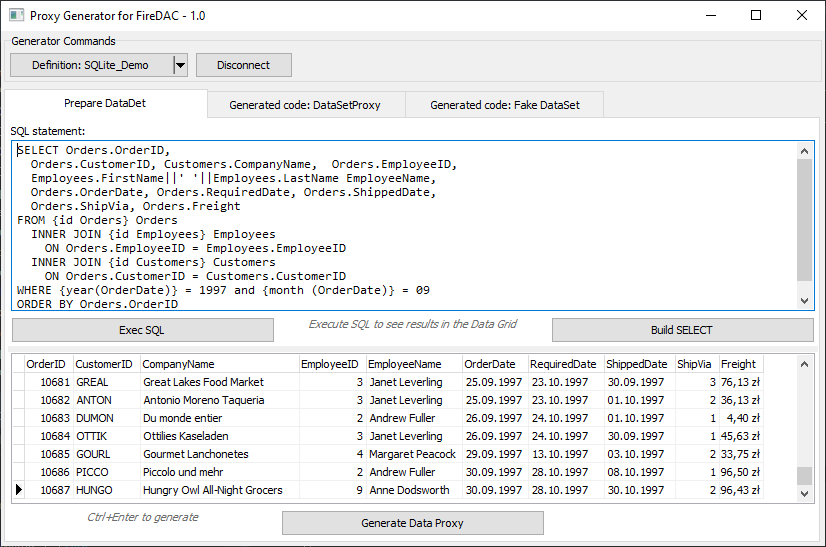 Proxy Generator for FireDAC - 1.0
Generator Commands
Definition: SQLite_Demo Disconnect
Prepare DataDet Generated code: DataSetProxy Generated code: Fake DataSet
SQL statement:
SELECT Orders.OrderID,
  Orders.CustomerID, Customers.CompanyName,  Orders.EmployeeID,
  Employees.FirstName||' '||Employees.LastName EmployeeName,
  Orders.OrderDate, Orders.RequiredDate, Orders.ShippedDate,
  Orders.ShipVia, Orders.Freight
FROM {id Orders} Orders
  INNER JOIN {id Employees} Employees
    ON Orders.EmployeeID = Employees.EmployeeID
  INNER JOIN {id Customers} Customers
    ON Orders.CustomerID = Customers.CustomerID
WHERE {year(OrderDate)} = 1997 and {month (OrderDate)} = 09
ORDER BY Orders.OrderID
Exec SQL Execute SQL to see results in the Data Grid Build SELECT
OrderID CustomerID CompanyName EmployeeID EmployeeName OrderDate RequiredDate ShippedDate ShipVia Freight
10681 GREAL Great Lakes Food Market 3 Janet Leverling 25.09.1997 23.10.1997 30.09.1997 3 76,13 zł
10682 ANTON Antonio Moreno Taqueria 3 Janet Leverling 25.09.1997 23.10.1997 01.10.1997 2 36,13 zł
10683 DUMON Du monde entier 2 Andrew Fuller 26.09.1997 24.10.1997 01.10.1997 1 4,40 zł
10684 OTTIK Ottilies Kaseladen 3 Janet Leverling 26.09.1997 24.10.1997 30.09.1997 1 45,63 zł
10685 GOURL Gourmet Lanchonetes 4 Margaret Peacock 29.09.1997 13.10.1997 03.10.1997 2 33,75 zł
10686 PICCO Piccolo und mehr 2 Andrew Fuller 30.09.1997 28.10.1997 08.10.1997 1 96,50 zł
10687 HUNGO Hungry Owl All-Night Grocers 9 Anne Dodsworth 30.09.1997 28.10.1997 30.10.1997 2 96,43 zł
Ctrl+Enter to generate Generate Data Proxy